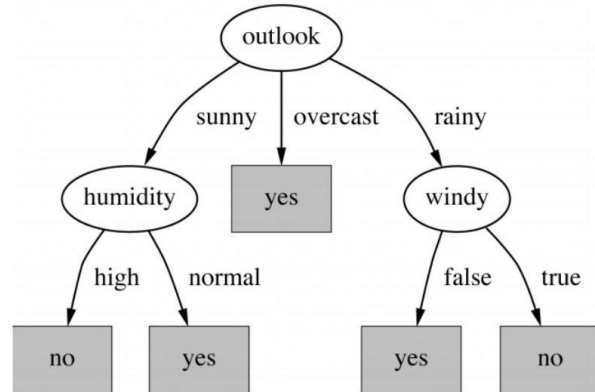 outlook
sunny overcast rainy
humidity yes windy
high normal false true
no yes yes no